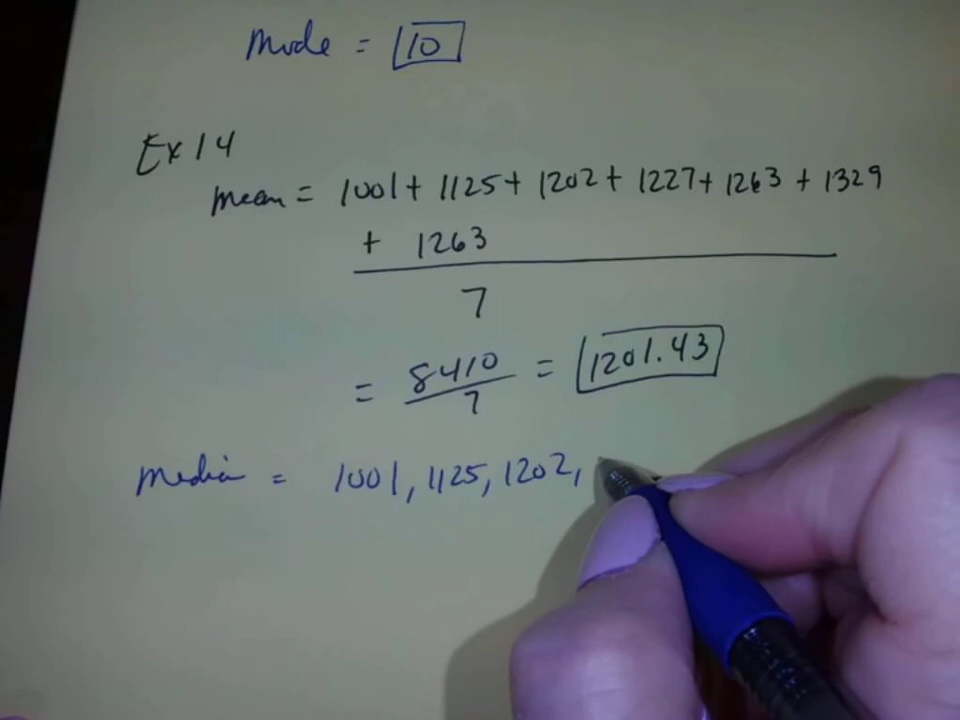 Mode = 10
Ex 14
mean = 1001 + 1125 + 1202 + 1227 + 1263 + 1329
+ 1263
7
= 8410 / 7 = 1201.43
Median = 1001, 1125, 1202,